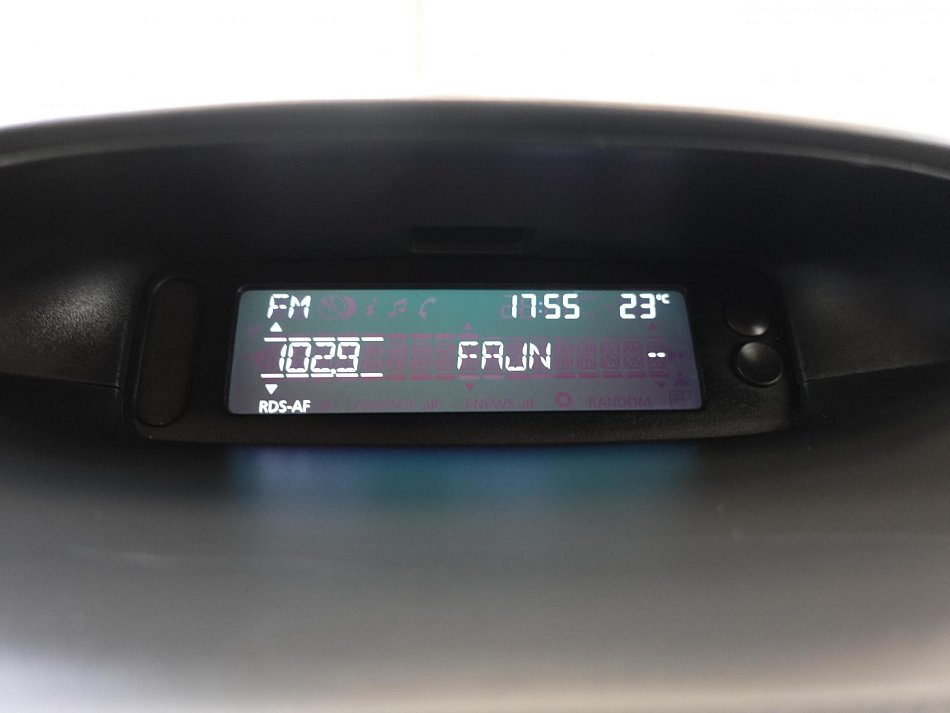 FM 17:55 23°C
102.9 FAJN --
RDS-AF NEWS RANDOM